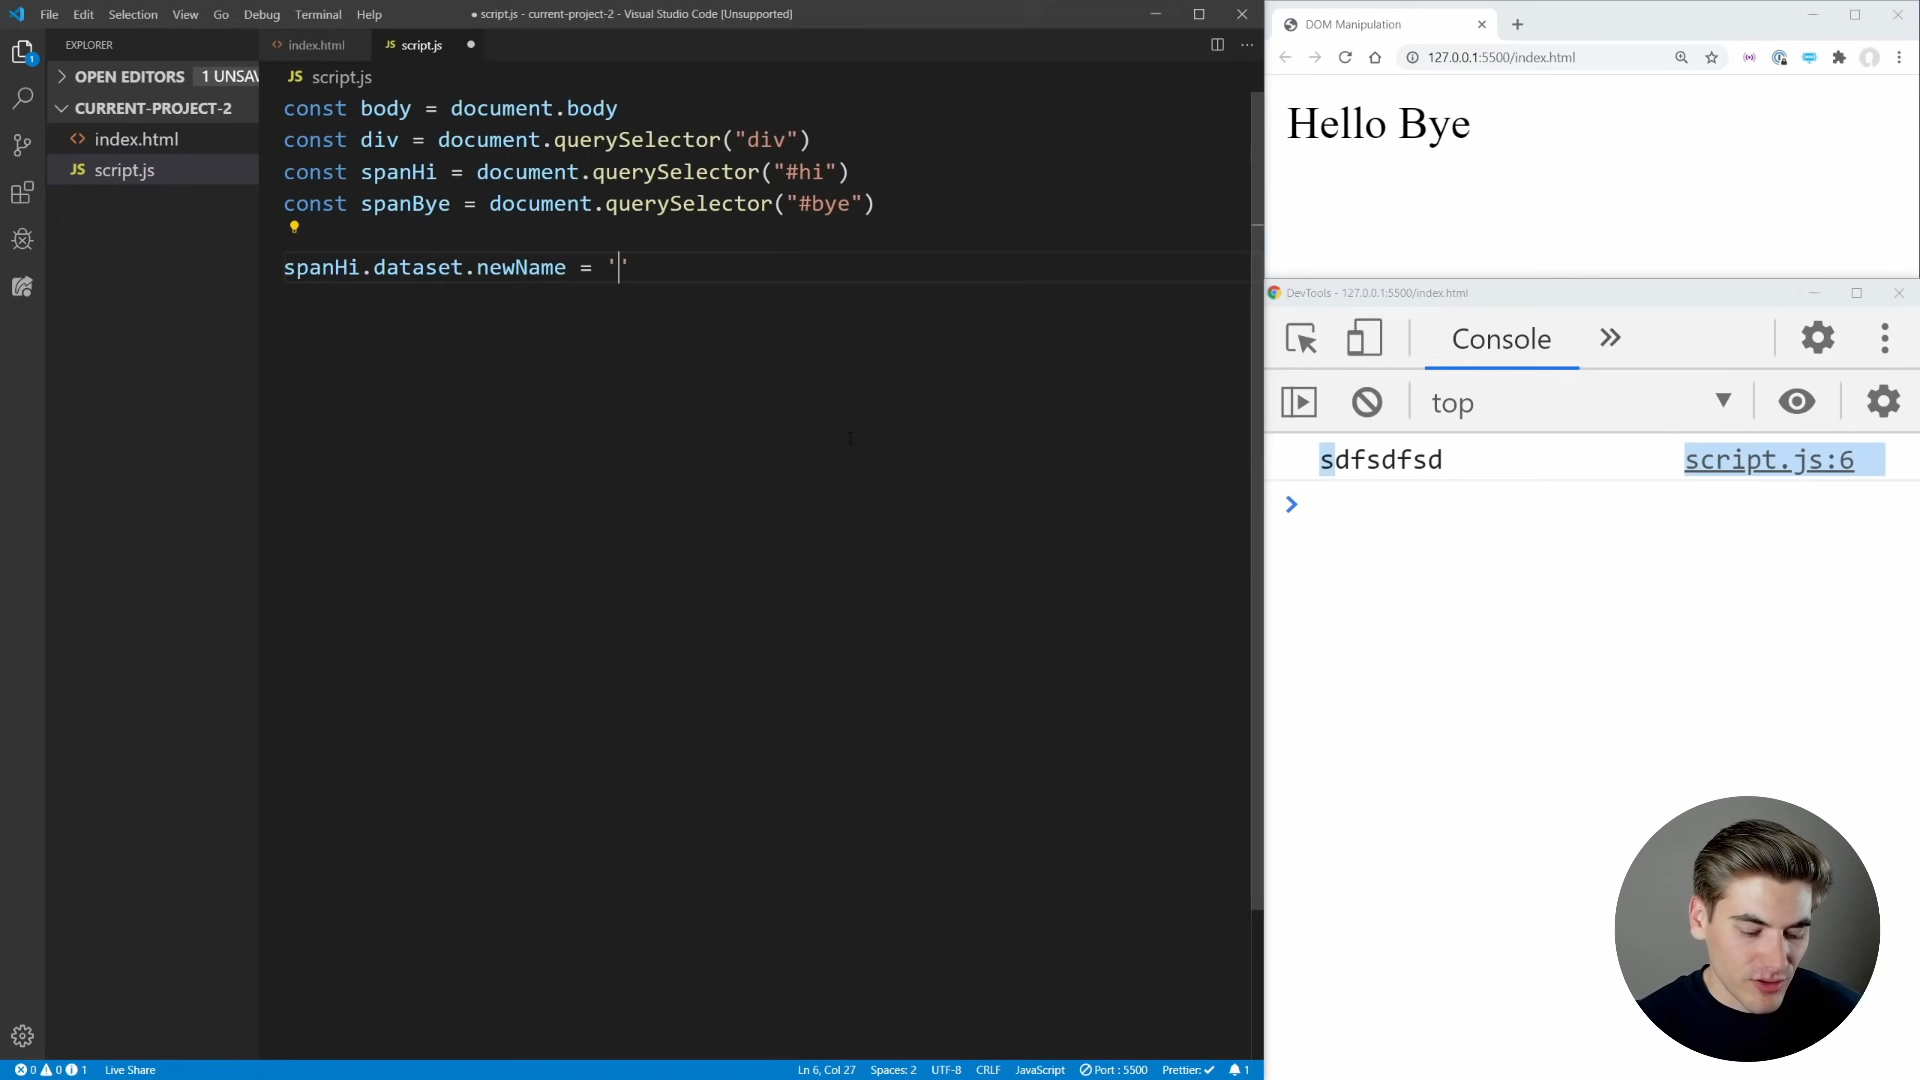 File Edit Selection View Go Debug Terminal Help
● script.js - current-project-2 - Visual Studio Code [Unsupported]
EXPLORER
OPEN EDITORS 1 UNSAV
CURRENT-PROJECT-2
index.html
JS script.js
index.html
JS script.js
JS script.js
const body = document.body
const div = document.querySelector("div")
const spanHi = document.querySelector("#hi")
const spanBye = document.querySelector("#bye")
spanHi.dataset.newName = ''
1
0 0 1 Live Share
Ln 6, Col 27 Spaces: 2 UTF-8 CRLF JavaScript Port : 5500 Prettier: 1
DOM Manipulation
127.0.0.1:5500/index.html
Hello Bye
DevTools - 127.0.0.1:5500/index.html
Console
top
sdfsdfsd script.js:6